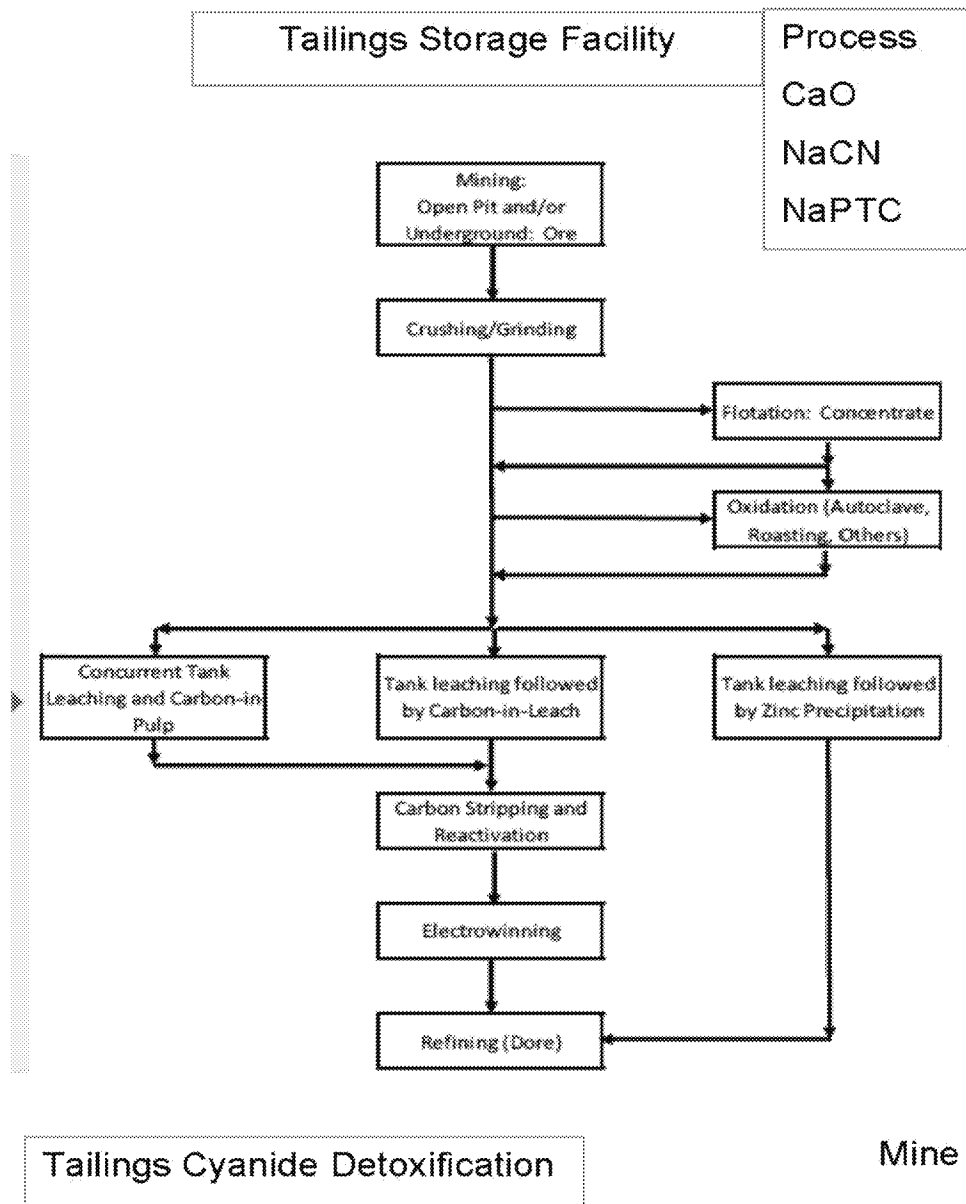 Tailings Storage Facility
Process
CaO
NaCN
NaPTC
Mining:
Open Pit and/or
Underground: Ore
Crushing/Grinding
Flotation: Concentrate
Oxidation (Autoclave,
Roasting, Others)
Concurrent Tank
Leaching and Carbon-in-
Pulp
Tank leaching followed
by Carbon-in-Leach
Tank leaching followed
by Zinc Precipitation
Carbon Stripping and
Reactivation
Electrowinning
Refining (Dore)
Tailings Cyanide Detoxification
Mine